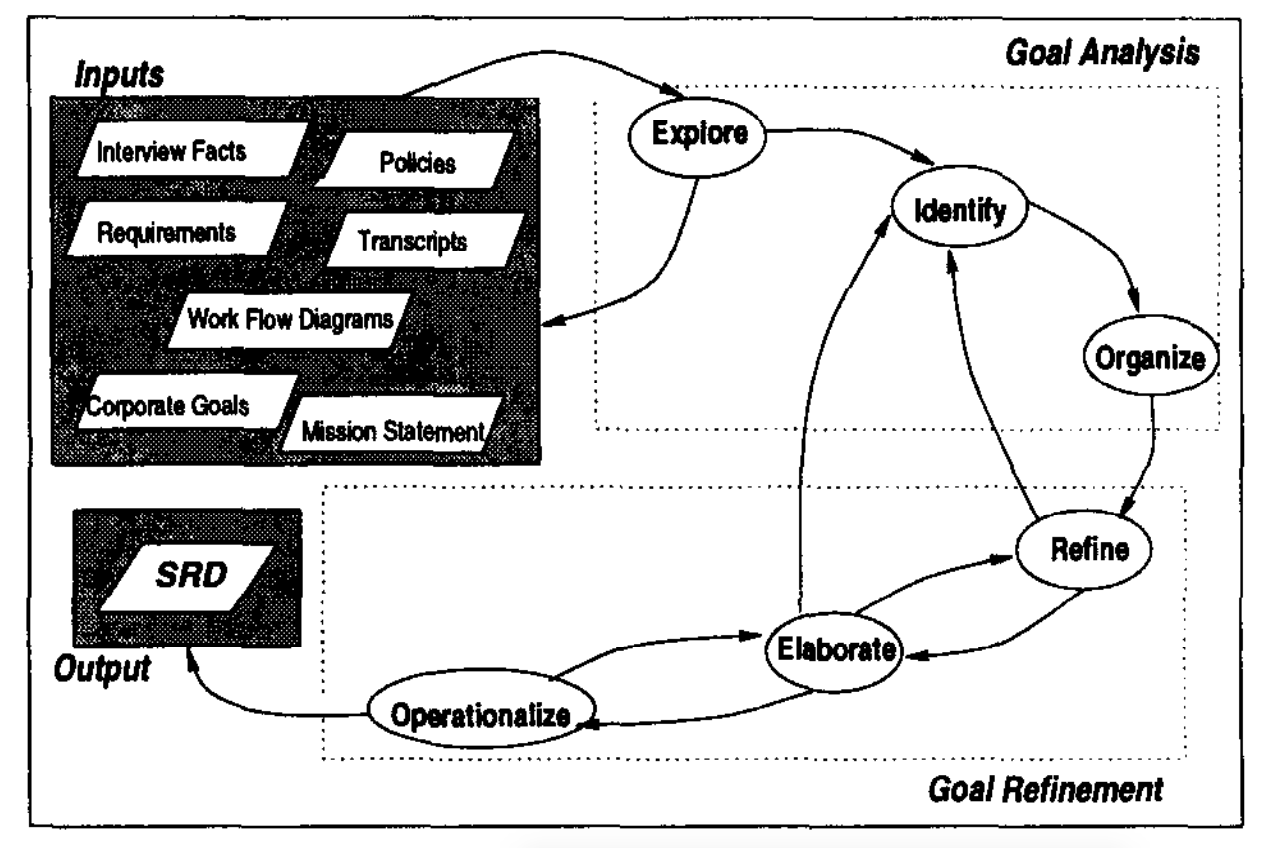 Goal Analysis
Inputs
Interview Facts
Policies
Requirements
Transcripts
Work Flow Diagrams
Corporate Goals
Mission Statement
Explore
Identify
Organize
Refine
Elaborate
Operationalize
SRD
Output
Goal Refinement